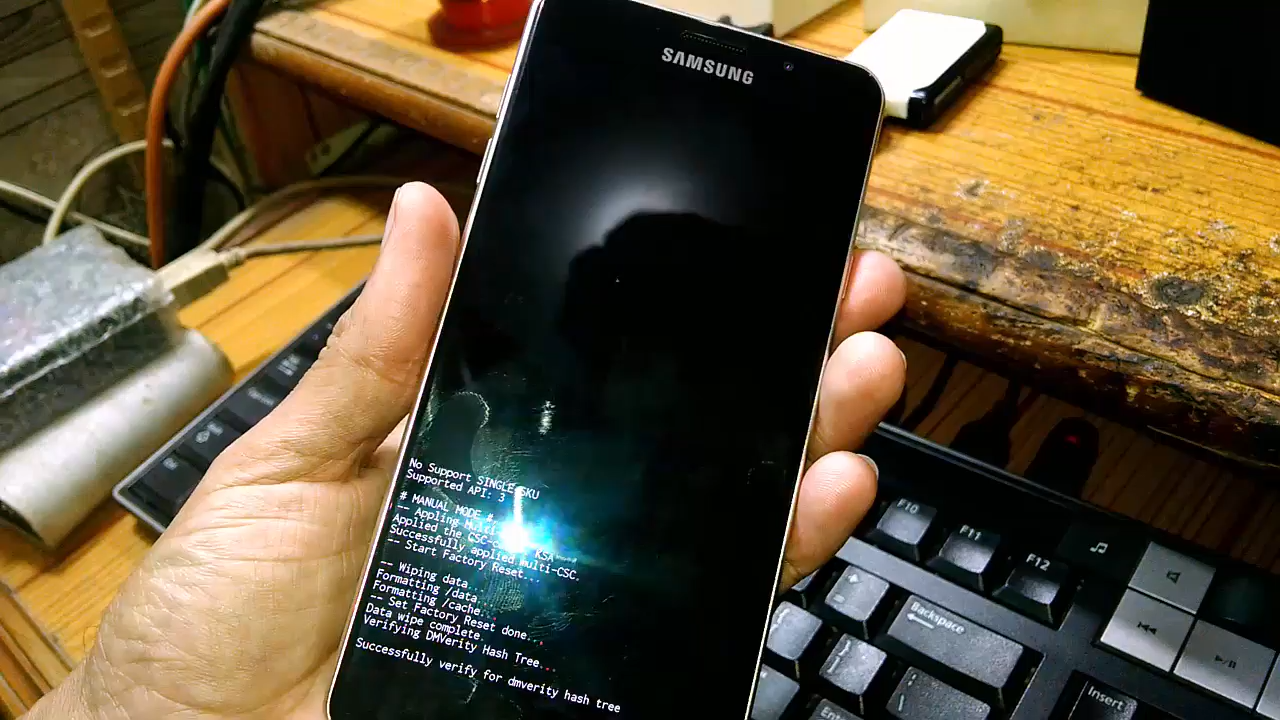 SAMSUNG
No Support SINGLE-SKU
Supported API: 3
# MANUAL MODE #
-- Appling Multi-
Applied the CSC-c KSA
Successfully applied multi-CSC.
-- Start Factory Reset...
-- Wiping data...
Formatting /data
Formatting /cache...
-- Set Factory Reset done...
Data wipe complete.
Verifying DMVerity Hash Tree...
Successfully verify for dmverity hash tree
F10
F11
F12
Backspace
Insert